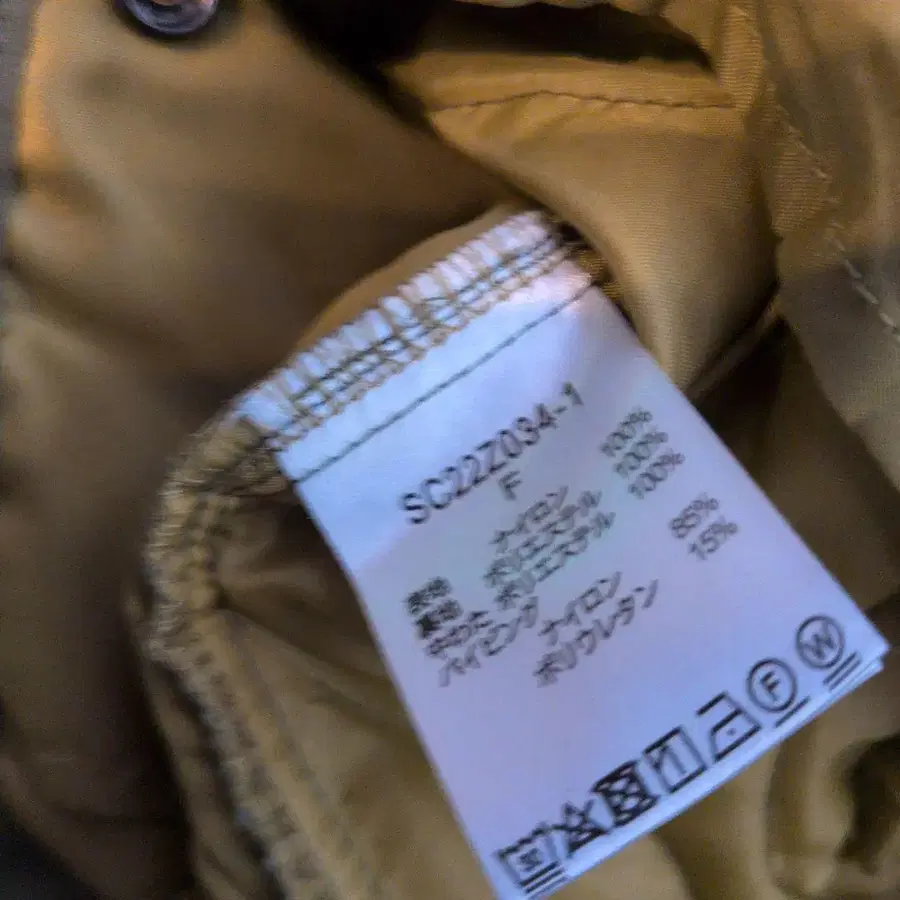 SC22Z034-1
F
表地 ナイロン 100%
裏地 ポリエステル 100%
中わた ポリエステル 100%
パイピング ナイロン 85%
ポリウレタン 15%
F
W